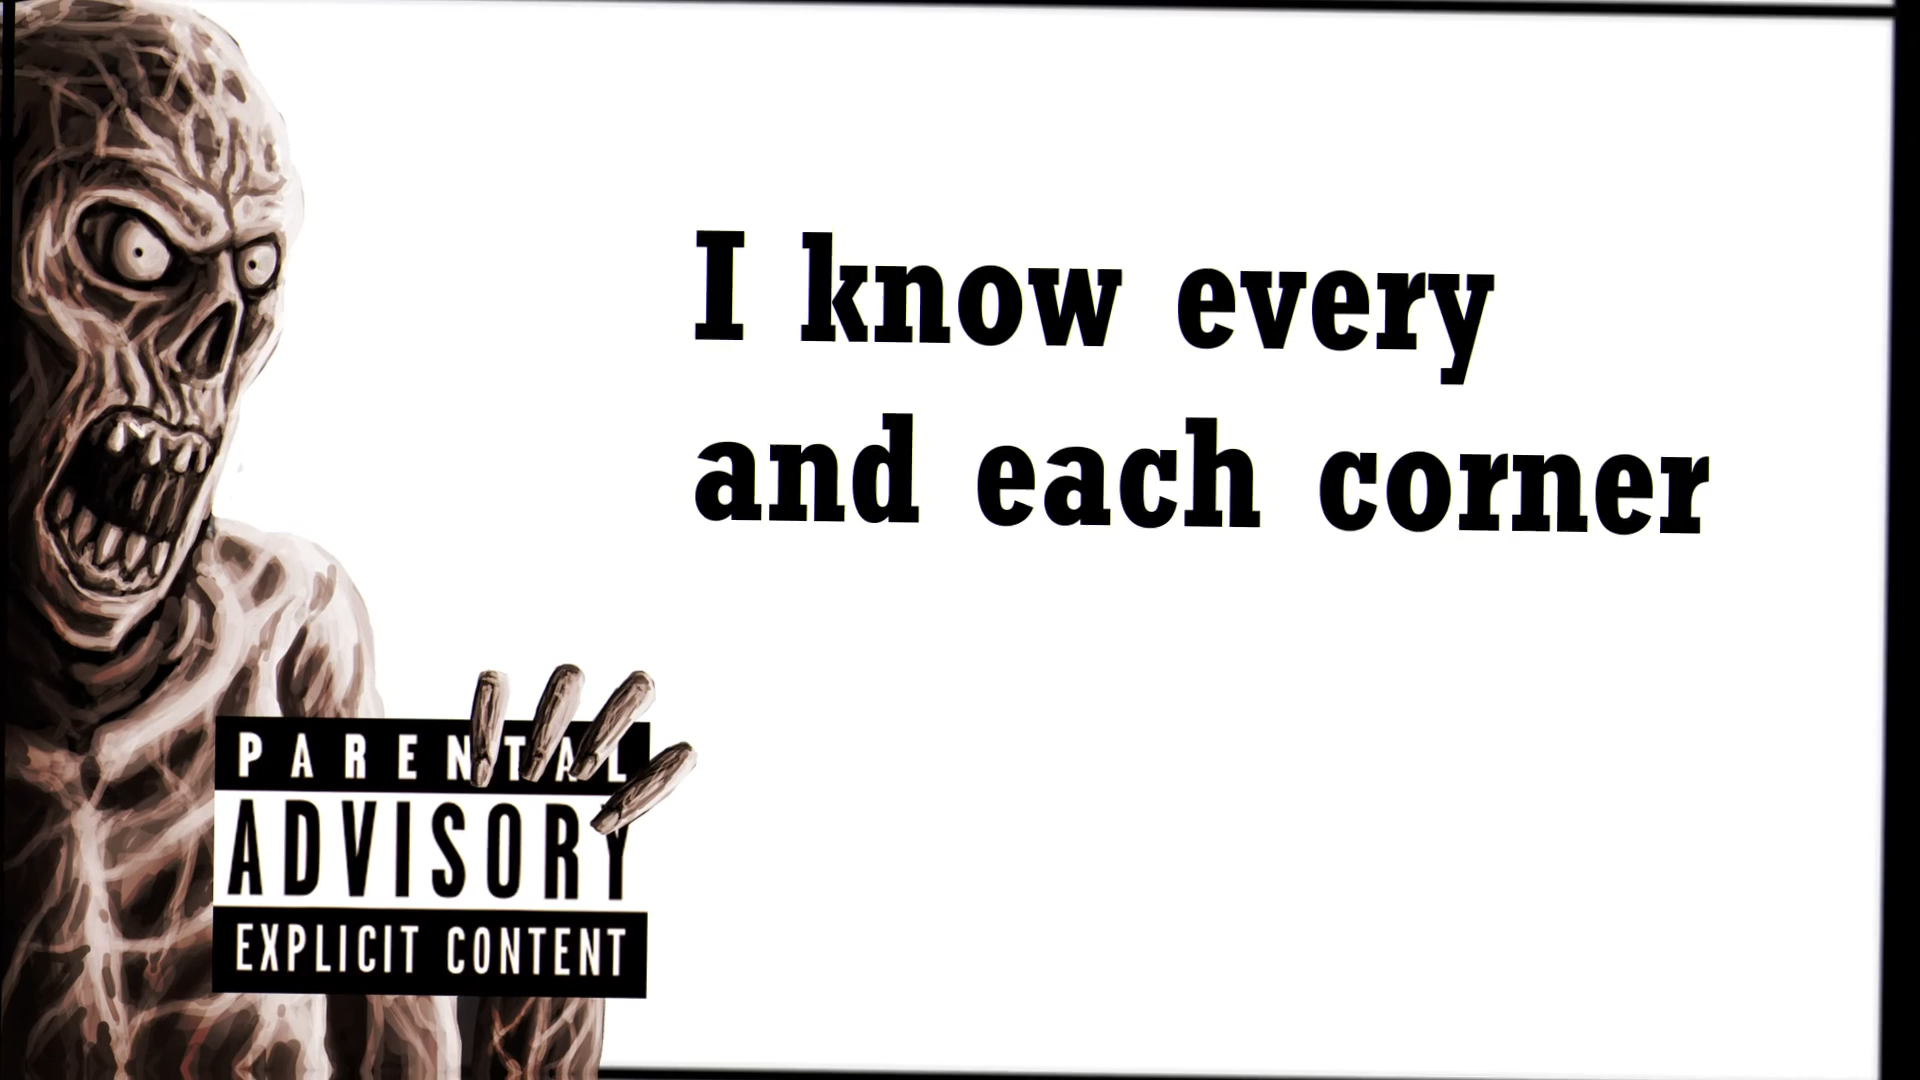 I know every
and each corner
PARENTAL
ADVISORY
EXPLICIT CONTENT